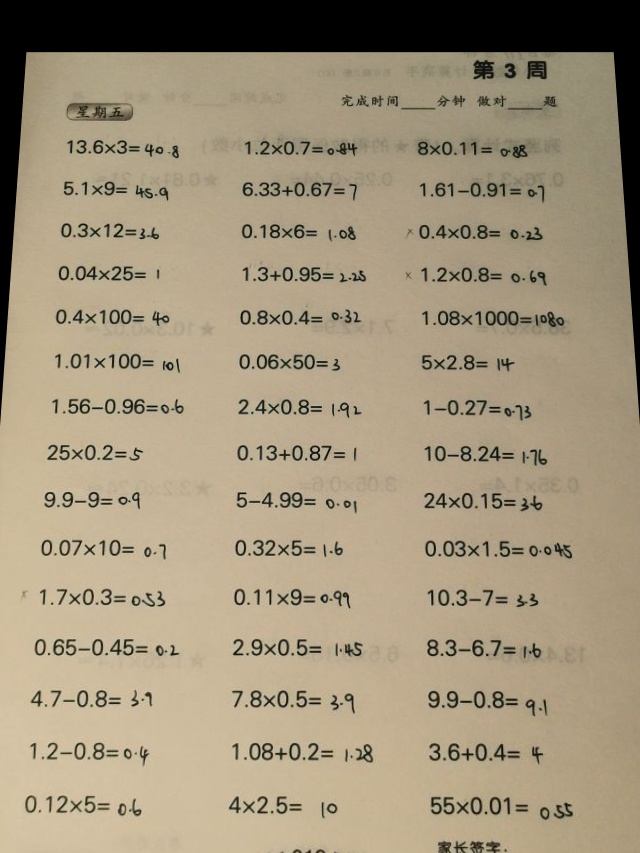 第 3 周
完成时间____分钟 做对____题
星期五
13.6×3=40.8 1.2×0.7=0.84 8×0.11=0.88
5.1×9=45.9 6.33+0.67=7 1.61−0.91=0.7
0.3×12=3.6 0.18×6=1.08 × 0.4×0.8=0.23
0.04×25=1 1.3+0.95=2.25 × 1.2×0.8=0.69
0.4×100=40 0.8×0.4=0.32 1.08×1000=1080
1.01×100=101 0.06×50=3 5×2.8=14
1.56−0.96=0.6 2.4×0.8=1.92 1−0.27=0.73
25×0.2=5 0.13+0.87=1 10−8.24=1.76
9.9−9=0.9 5−4.99=0.01 24×0.15=3.6
0.07×10=0.7 0.32×5=1.6 0.03×1.5=0.045
× 1.7×0.3=0.53 0.11×9=0.99 10.3−7=3.3
0.65−0.45=0.2 2.9×0.5=1.45 8.3−6.7=1.6
4.7−0.8=3.9 7.8×0.5=3.9 9.9−0.8=9.1
1.2−0.8=0.4 1.08+0.2=1.28 3.6+0.4=4
0.12×5=0.6 4×2.5=10 55×0.01=0.55
家长签字: